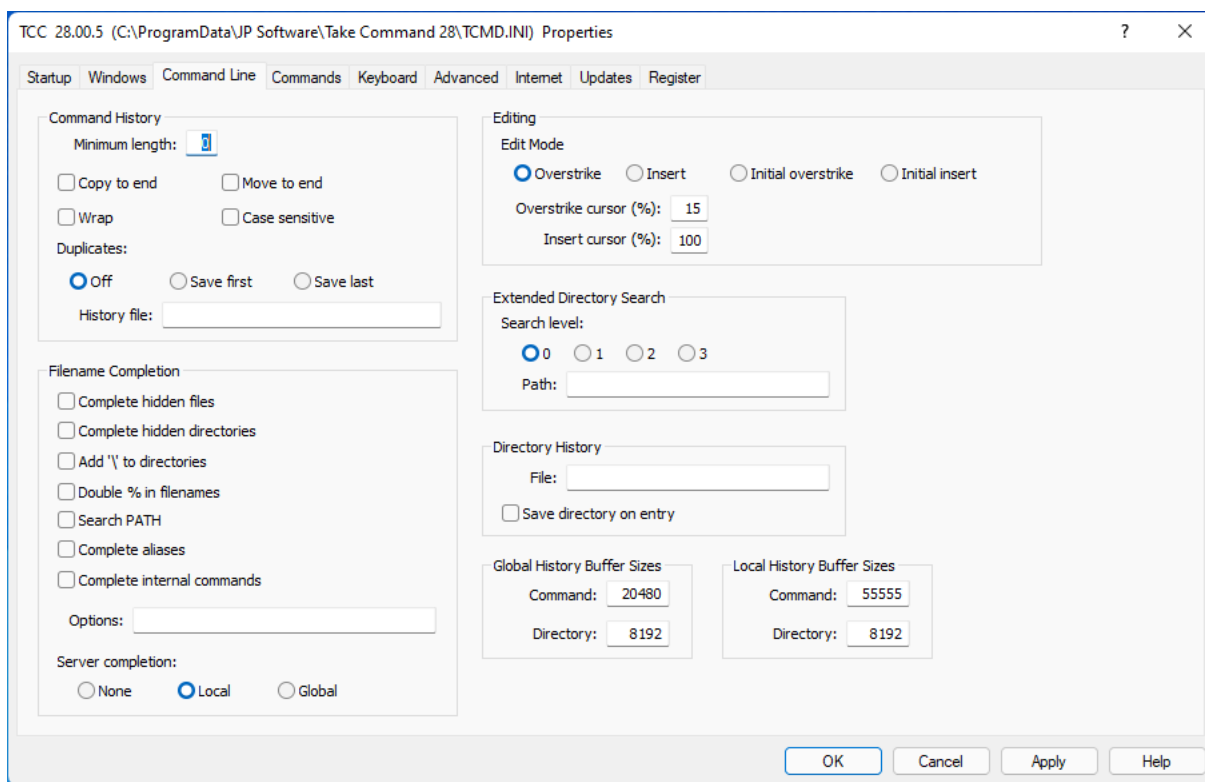 TCC 28.00.5 (C:\ProgramData\JP Software\Take Command 28\TCMD.INI) Properties
Startup Windows Command Line Commands Keyboard Advanced Internet Updates Register
Command History
Minimum length: 0
Copy to end Move to end
Wrap Case sensitive
Duplicates:
Off Save first Save last
History file:
Filename Completion
Complete hidden files
Complete hidden directories
Add '\' to directories
Double % in filenames
Search PATH
Complete aliases
Complete internal commands
Options:
Server completion:
None Local Global
Editing
Edit Mode
Overstrike Insert Initial overstrike Initial insert
Overstrike cursor (%): 15
Insert cursor (%): 100
Extended Directory Search
Search level:
0 1 2 3
Path:
Directory History
File:
Save directory on entry
Global History Buffer Sizes
Command: 20480
Directory: 8192
Local History Buffer Sizes
Command: 55555
Directory: 8192
OK Cancel Apply Help